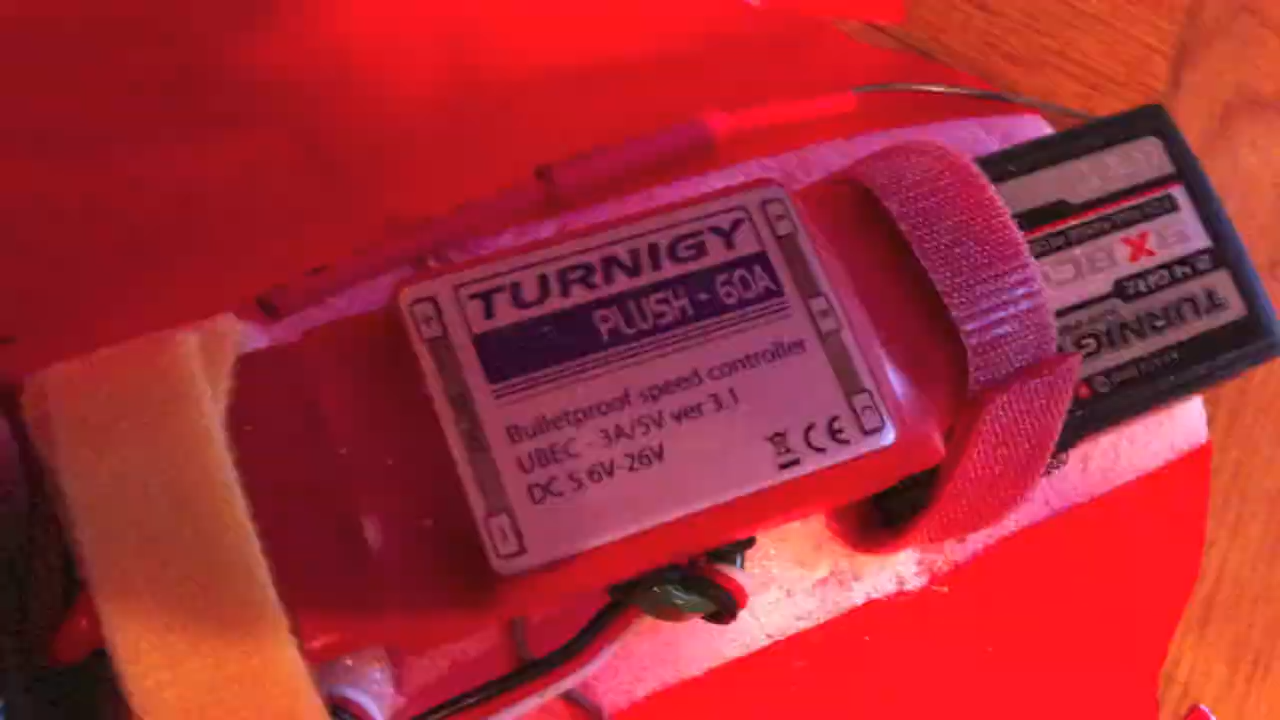 TURNIGY
PLUSH - 60A
Bulletproof speed controller
UBEC - 3A/5V ver 3.1
DC 5.6V-26V
CE
X
TURNIGY